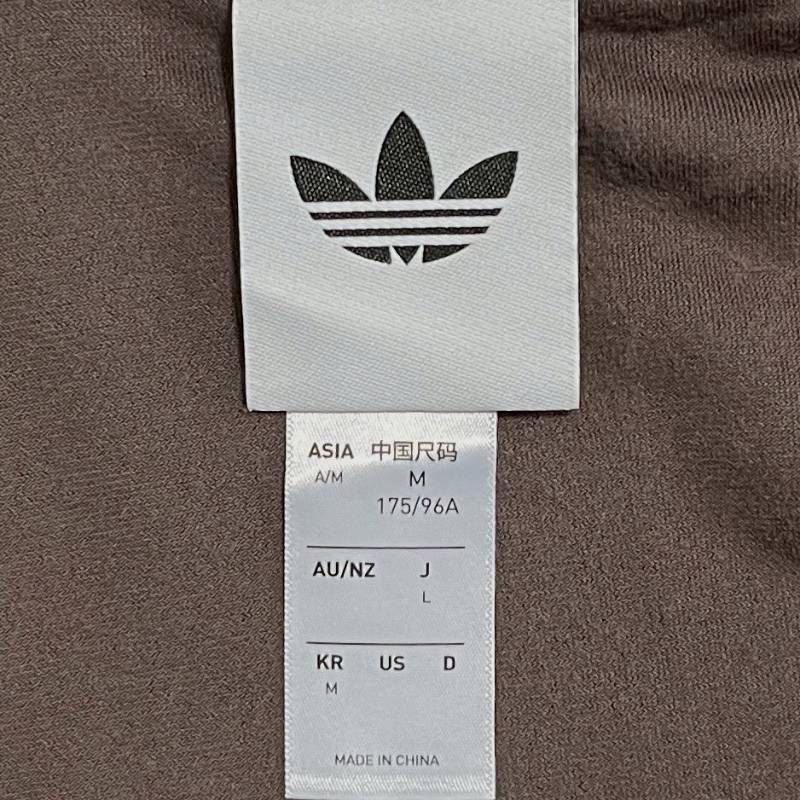 ASIA 中国尺码
A/M M
175/96A
AU/NZ J
L
KR US D
M
MADE IN CHINA